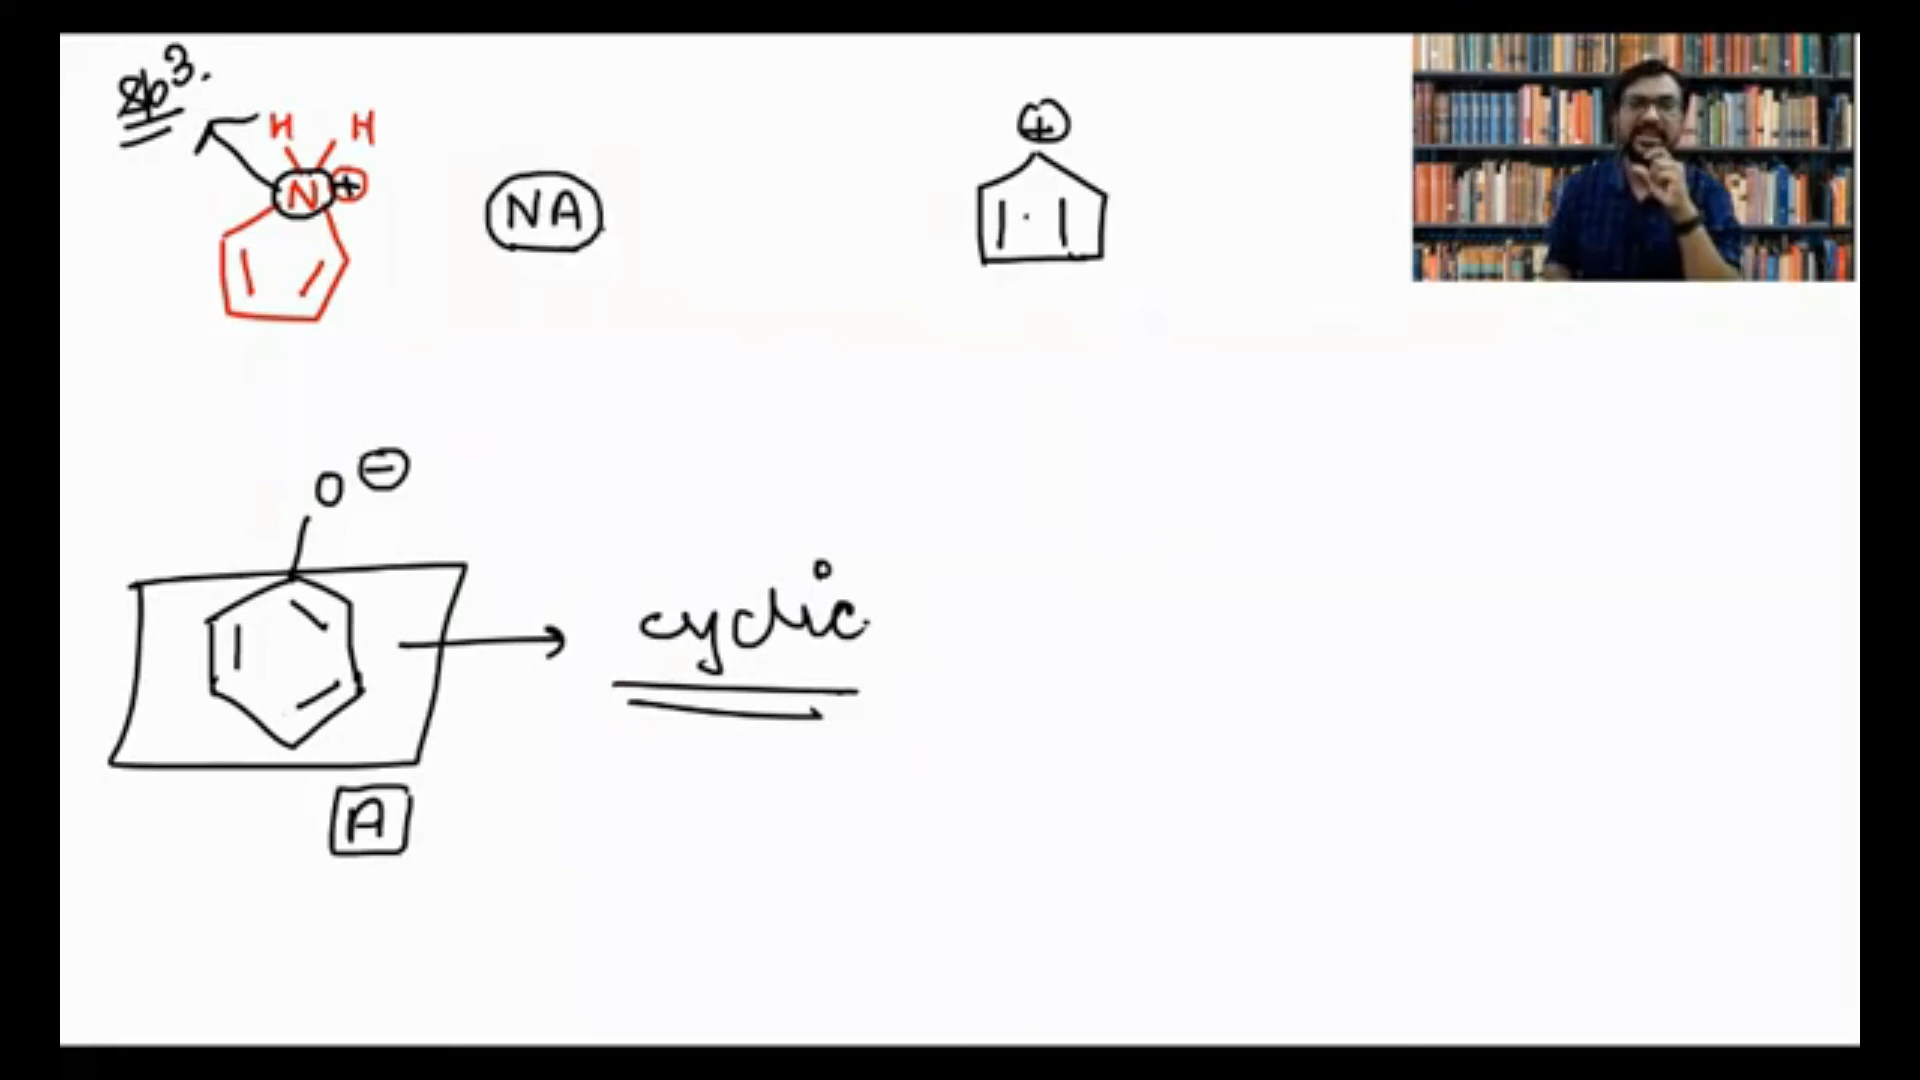 sp3.
H H
N +
NA
+
O −
cyclic
A